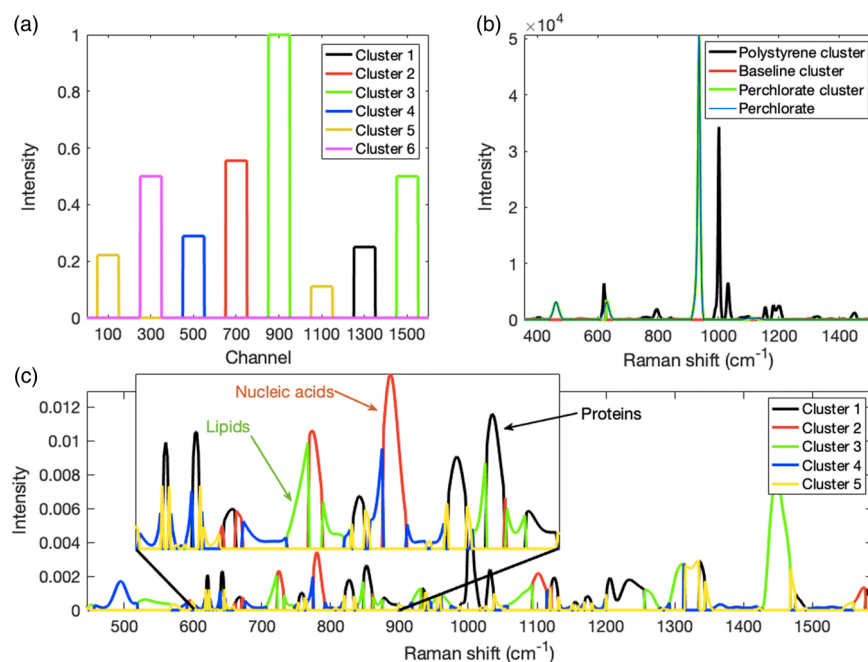 (a)
Intensity
1
0.8
0.6
0.4
0.2
0
100 300 500 700 900 1100 1300 1500
Channel
Cluster 1
Cluster 2
Cluster 3
Cluster 4
Cluster 5
Cluster 6
(b)
×10⁴
Intensity
5
4
3
2
1
0
400 600 800 1000 1200 1400
Raman shift (cm⁻¹)
Polystyrene cluster
Baseline cluster
Perchlorate cluster
Perchlorate
(c)
Intensity
0.012
0.01
0.008
0.006
0.004
0.002
0
500 600 700 800 900 1000 1100 1200 1300 1400 1500
Raman shift (cm⁻¹)
Nucleic acids
Lipids
Proteins
Cluster 1
Cluster 2
Cluster 3
Cluster 4
Cluster 5